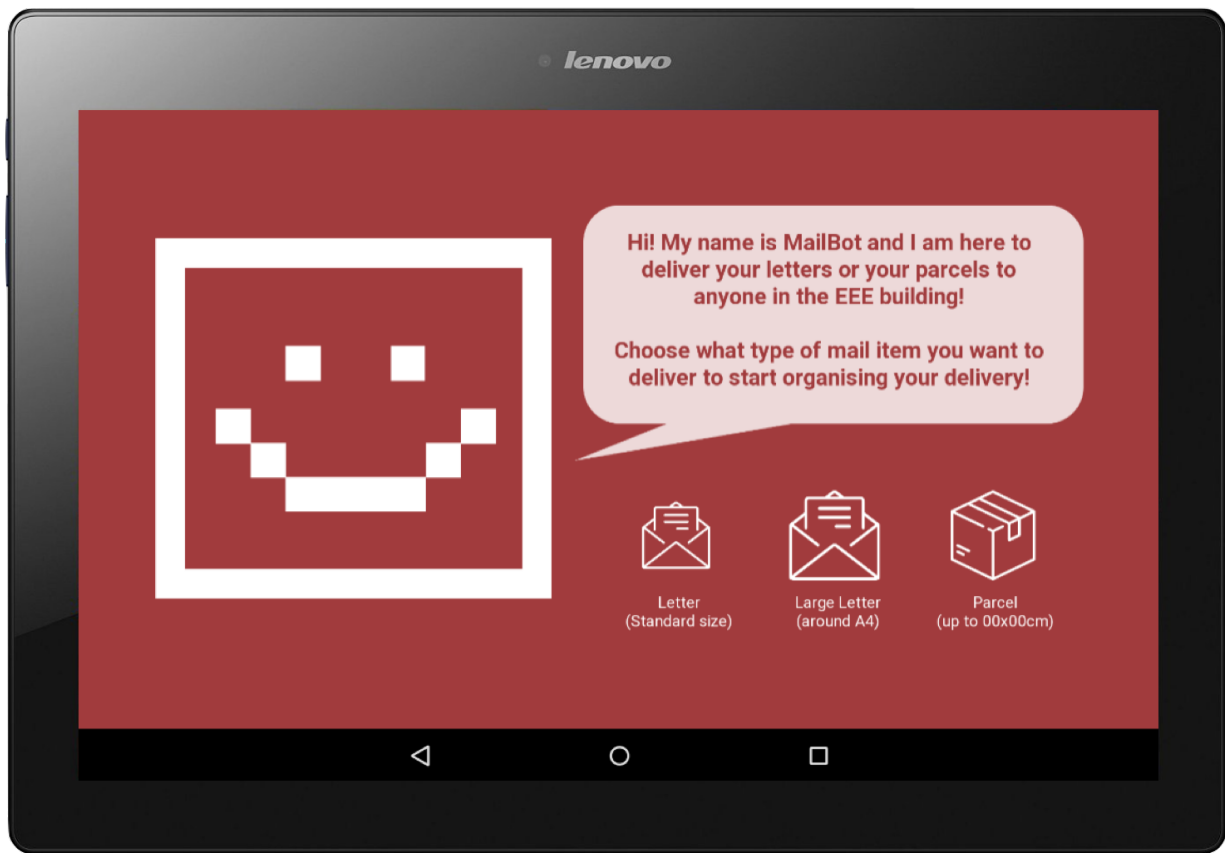 lenovo
Hi! My name is MailBot and I am here to
deliver your letters or your parcels to
anyone in the EEE building!
Choose what type of mail item you want to
deliver to start organising your delivery!
Letter
(Standard size)
Large Letter
(around A4)
Parcel
(up to 00x00cm)